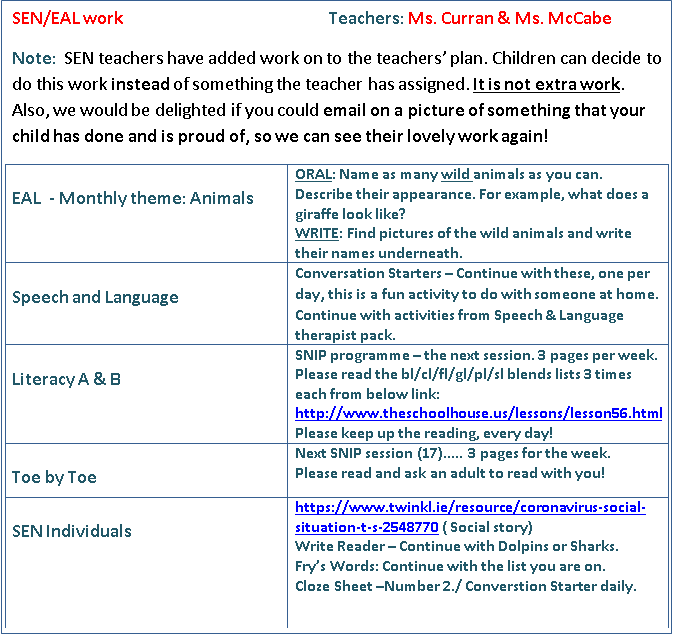 SEN/EAL work Teachers: Ms. Curran & Ms. McCabe
Note: SEN teachers have added work on to the teachers’ plan. Children can decide to
do this work instead of something the teacher has assigned. It is not extra work.
Also, we would be delighted if you could email on a picture of something that your
child has done and is proud of, so we can see their lovely work again!
EAL - Monthly theme: Animals
ORAL: Name as many wild animals as you can.
Describe their appearance. For example, what does a
giraffe look like?
WRITE: Find pictures of the wild animals and write
their names underneath.
Speech and Language
Conversation Starters – Continue with these, one per
day, this is a fun activity to do with someone at home.
Continue with activities from Speech & Language
therapist pack.
Literacy A & B
SNIP programme – the next session. 3 pages per week.
Please read the bl/cl/fl/gl/pl/sl blends lists 3 times
each from below link:
http://www.theschoolhouse.us/lessons/lesson56.html
Please keep up the reading, every day!
Toe by Toe
Next SNIP session (17)..... 3 pages for the week.
Please read and ask an adult to read with you!
SEN Individuals
https://www.twinkl.ie/resource/coronavirus-social-
situation-t-s-2548770 ( Social story)
Write Reader – Continue with Dolpins or Sharks.
Fry’s Words: Continue with the list you are on.
Cloze Sheet –Number 2./ Converstion Starter daily.